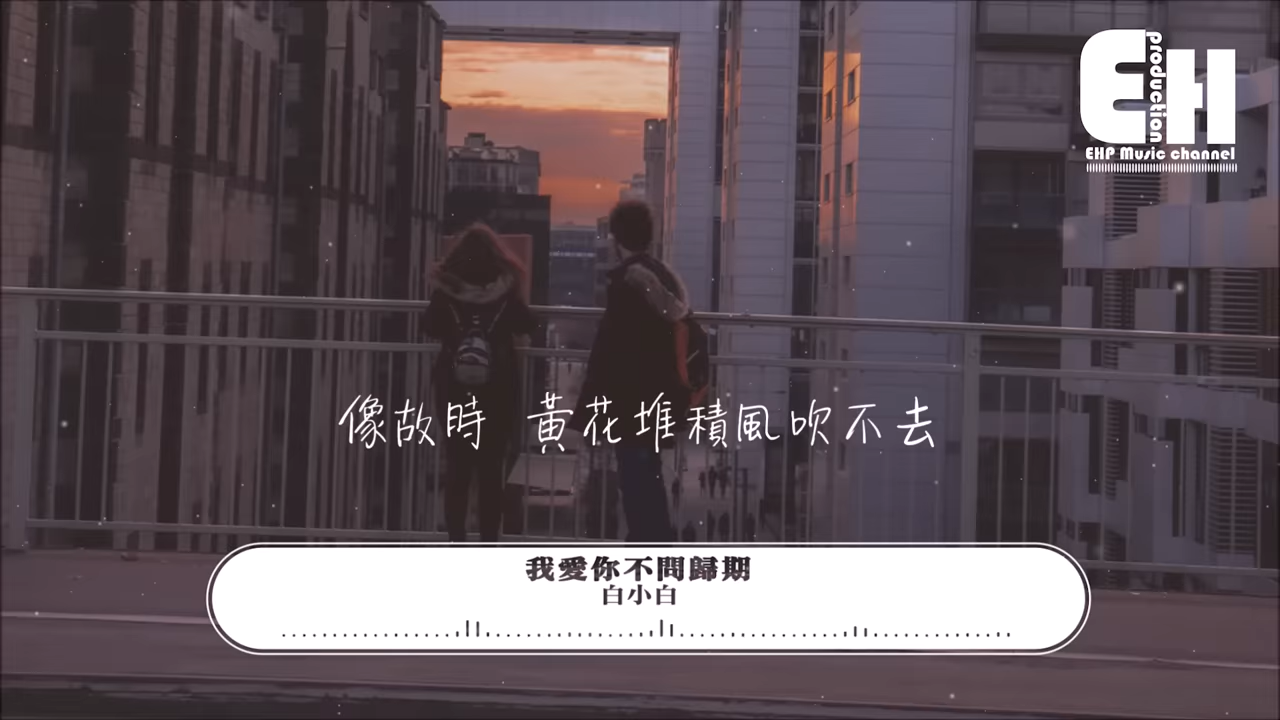 EH
production
EHP Music channel
像故時 黃花堆積風吹不去
我愛你不問歸期
白小白